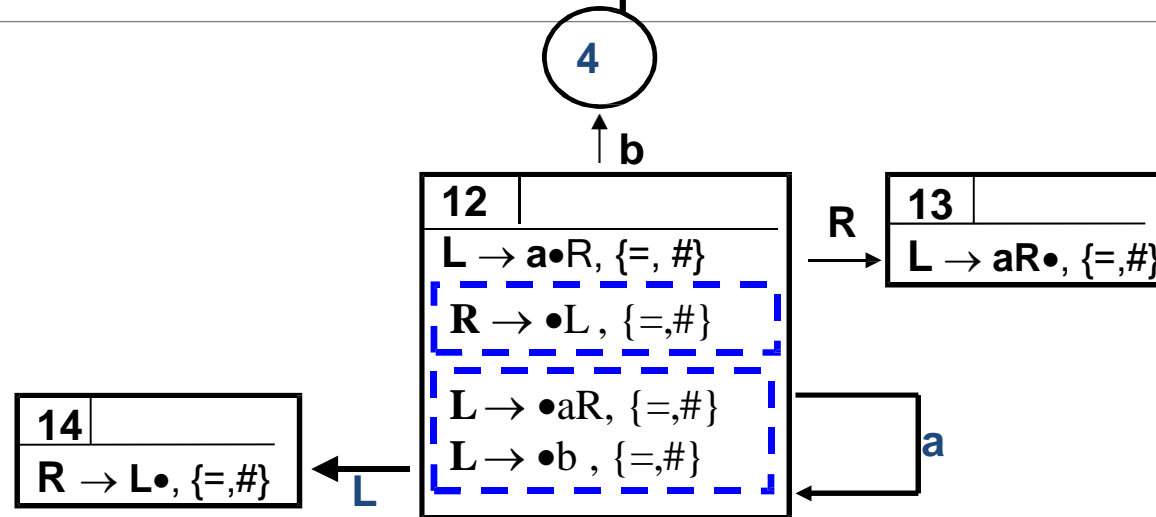 4
b
12
L → a•R, {=, #}
R → •L , {=,#}
L → •aR, {=,#}
L → •b , {=,#}
R
13
L → aR•, {=,#}
a
14
R → L•, {=,#}
L